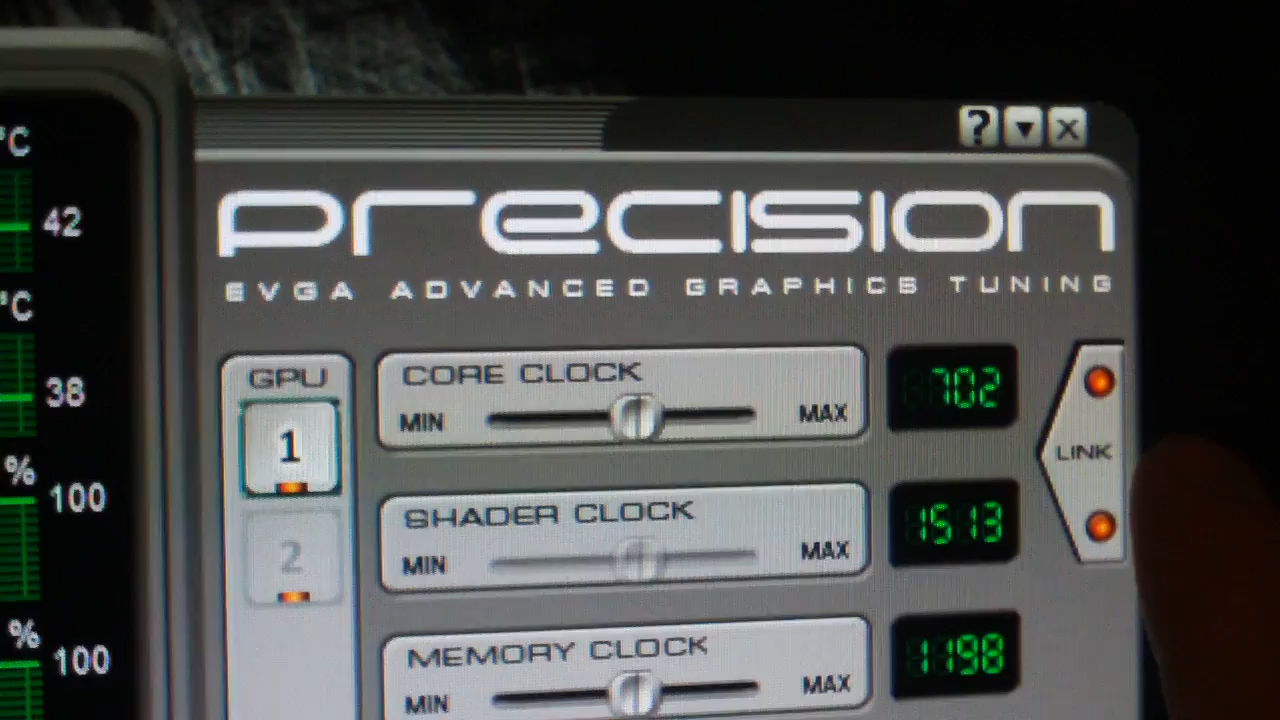 ?
PRECISION
EVGA ADVANCED GRAPHICS TUNING
°C
42
°C
38
%
100
%
100
GPU
1
2
CORE CLOCK
MIN MAX
702
SHADER CLOCK
MIN MAX
1513
MEMORY CLOCK
MIN MAX
1198
LINK